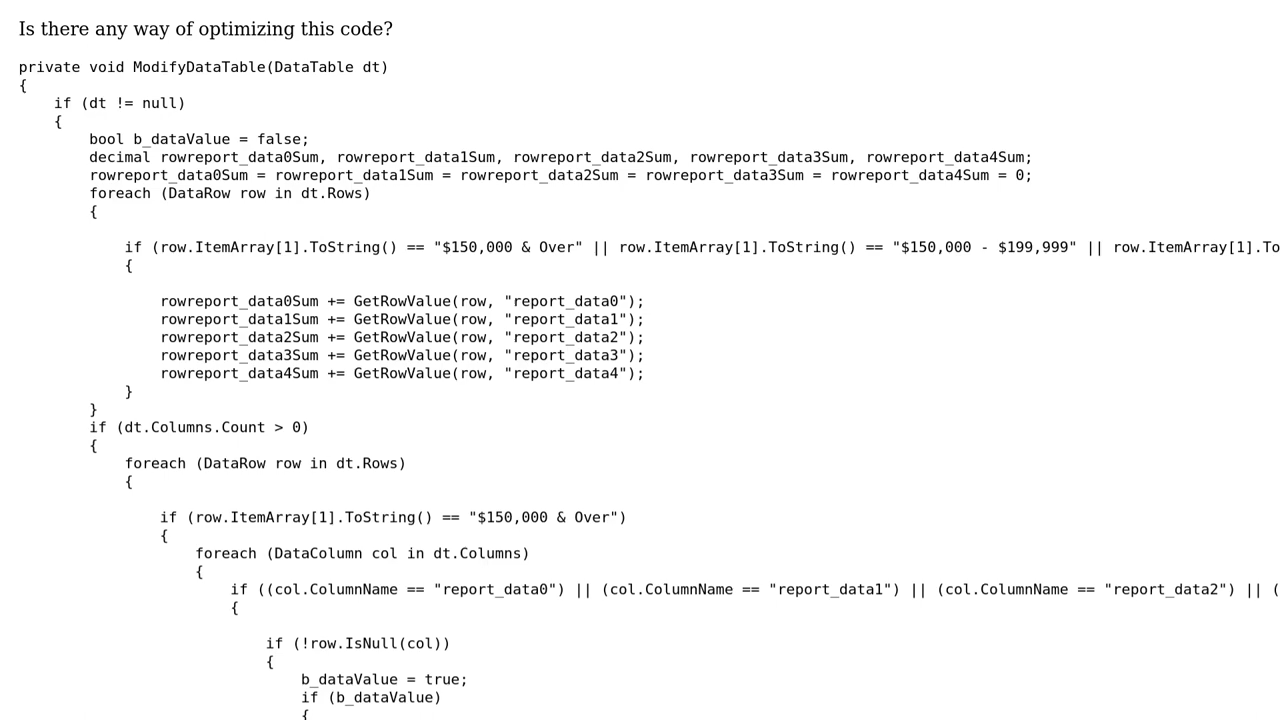 Is there any way of optimizing this code?
private void ModifyDataTable(DataTable dt)
{
    if (dt != null)
    {
        bool b_dataValue = false;
        decimal rowreport_data0Sum, rowreport_data1Sum, rowreport_data2Sum, rowreport_data3Sum, rowreport_data4Sum;
        rowreport_data0Sum = rowreport_data1Sum = rowreport_data2Sum = rowreport_data3Sum = rowreport_data4Sum = 0;
        foreach (DataRow row in dt.Rows)
        {
            if (row.ItemArray[1].ToString() == "$150,000 & Over" || row.ItemArray[1].ToString() == "$150,000 - $199,999" || row.ItemArray[1].To
            {
                rowreport_data0Sum += GetRowValue(row, "report_data0");
                rowreport_data1Sum += GetRowValue(row, "report_data1");
                rowreport_data2Sum += GetRowValue(row, "report_data2");
                rowreport_data3Sum += GetRowValue(row, "report_data3");
                rowreport_data4Sum += GetRowValue(row, "report_data4");
            }
        }
        if (dt.Columns.Count > 0)
        {
            foreach (DataRow row in dt.Rows)
            {
                if (row.ItemArray[1].ToString() == "$150,000 & Over")
                {
                    foreach (DataColumn col in dt.Columns)
                    {
                        if ((col.ColumnName == "report_data0") || (col.ColumnName == "report_data1") || (col.ColumnName == "report_data2") || (
                        {
                            if (!row.IsNull(col))
                            {
                                b_dataValue = true;
                                if (b_dataValue)
                                {